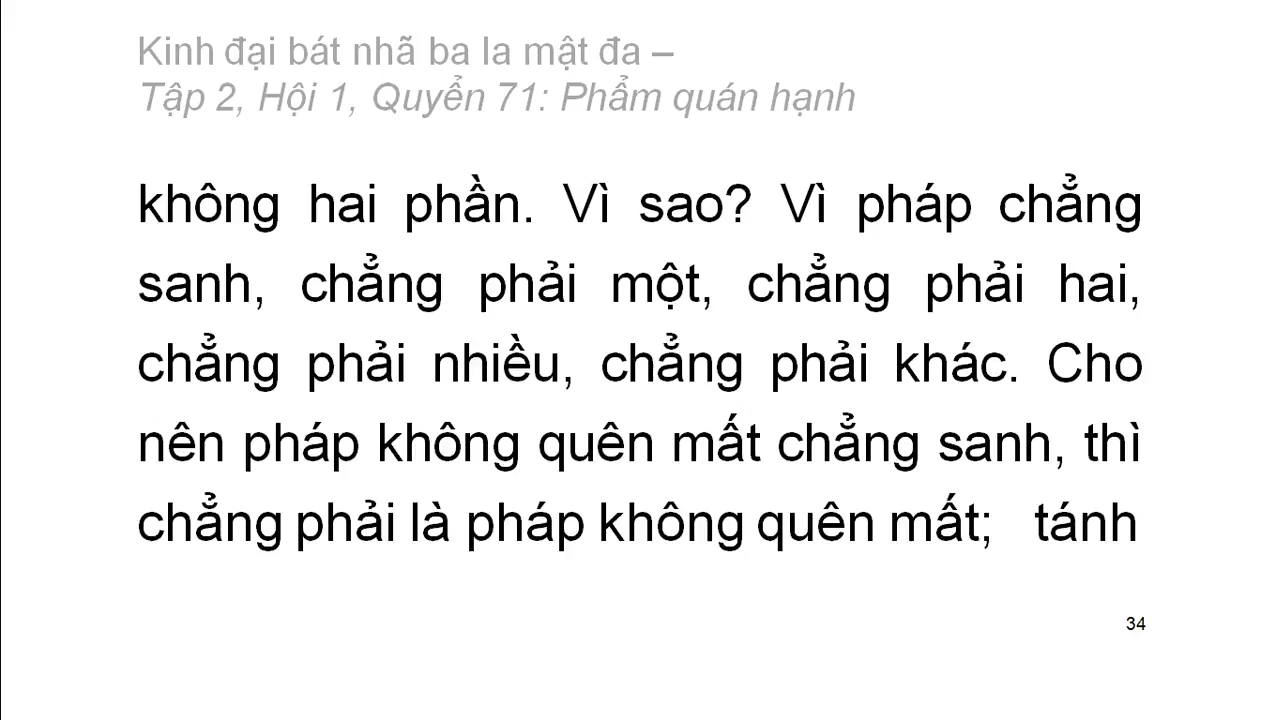 Kinh đại bát nhã ba la mật đa –
Tập 2, Hội 1, Quyển 71: Phẩm quán hạnh
không hai phần. Vì sao? Vì pháp chẳng
sanh, chẳng phải một, chẳng phải hai,
chẳng phải nhiều, chẳng phải khác. Cho
nên pháp không quên mất chẳng sanh, thì
chẳng phải là pháp không quên mất; tánh
34